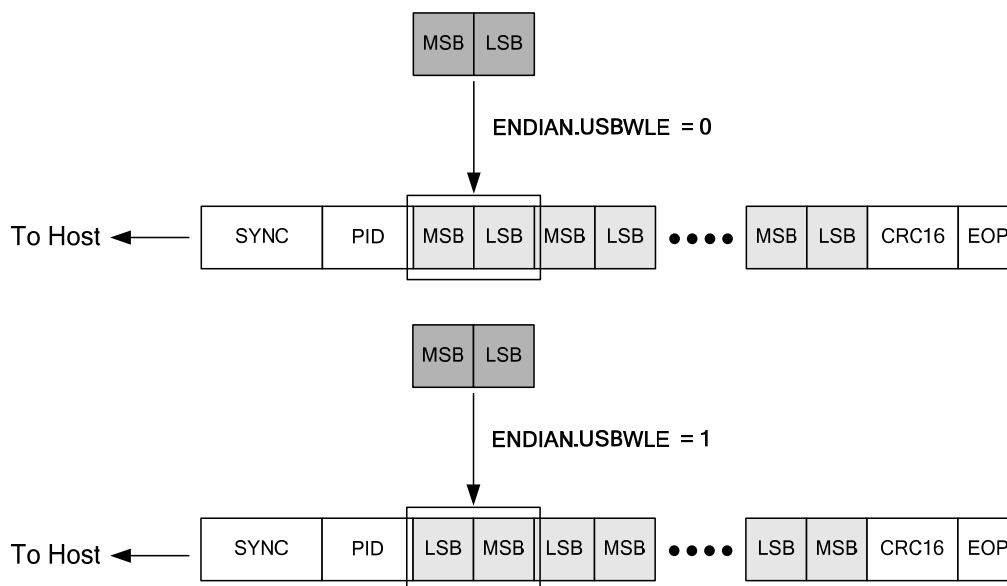 MSB LSB
ENDIAN.USBWLE = 0
To Host SYNC PID MSB LSB MSB LSB MSB LSB CRC16 EOP
MSB LSB
ENDIAN.USBWLE = 1
To Host SYNC PID LSB MSB LSB MSB LSB MSB CRC16 EOP